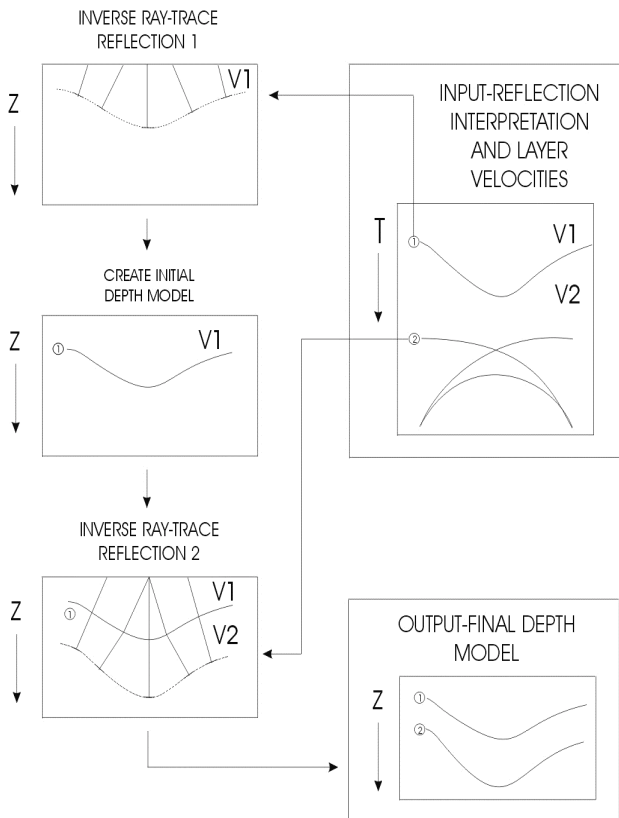 INVERSE RAY-TRACE
REFLECTION 1
V1
Z
INPUT-REFLECTION
INTERPRETATION
AND LAYER
VELOCITIES
T
1
V1
V2
2
CREATE INITIAL
DEPTH MODEL
Z
1
V1
INVERSE RAY-TRACE
REFLECTION 2
Z
1
V1
V2
OUTPUT-FINAL DEPTH
MODEL
Z
1
2